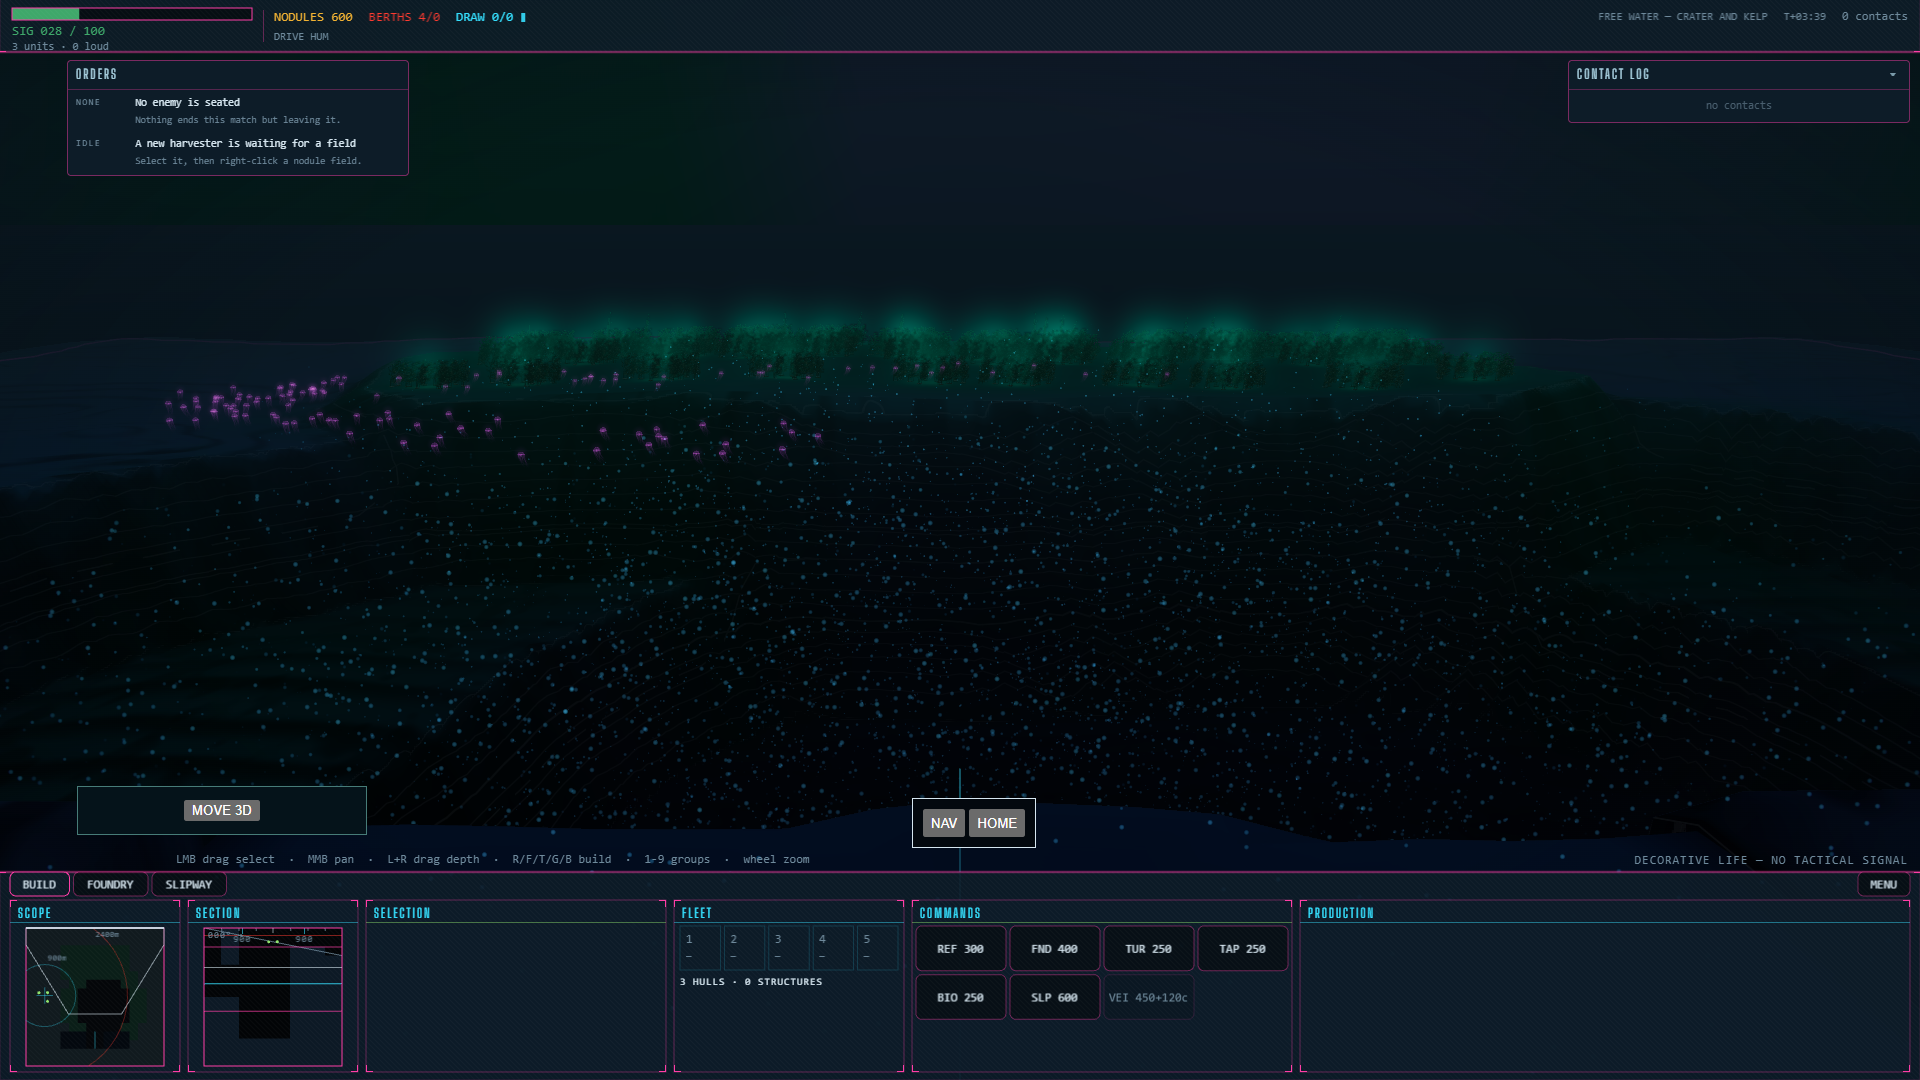 SIG 028 / 100
3 units · 0 loud
NODULES 600 BERTHS 4/0 DRAW 0/0
DRIVE HUM
FREE WATER — CRATER AND KELP T+03:39 0 contacts
ORDERS
NONE No enemy is seated
Nothing ends this match but leaving it.
IDLE A new harvester is waiting for a field
Select it, then right-click a nodule field.
CONTACT LOG
no contacts
MOVE 3D
NAV HOME
LMB drag select · MMB pan · L+R drag depth · R/F/T/G/B build · 1-9 groups · wheel zoom
DECORATIVE LIFE — NO TACTICAL SIGNAL
BUILD FOUNDRY SLIPWAY MENU
SCOPE
2400m
900m
SECTION
000°
900 900
SELECTION
FLEET
1 2 3 4 5
– – – – –
3 HULLS · 0 STRUCTURES
COMMANDS
REF 300 FND 400 TUR 250 TAP 250
BIO 250 SLP 600 VEI 450+120c
PRODUCTION